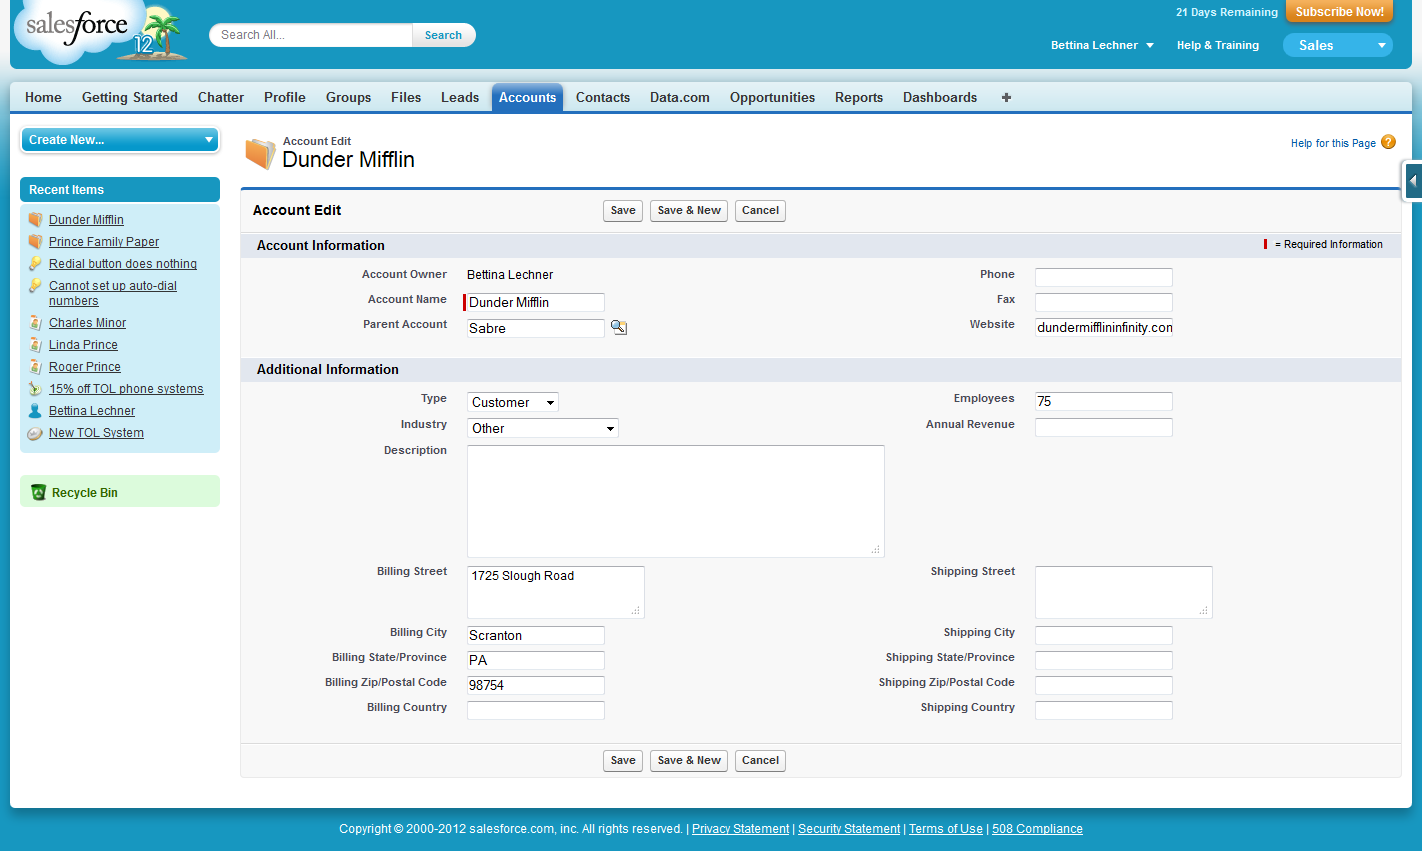 21 Days Remaining
Subscribe Now!
salesforce
12
Search All...
Search
Bettina Lechner
Help & Training
Sales
Home Getting Started Chatter Profile Groups Files Leads Accounts Contacts Data.com Opportunities Reports Dashboards +
Create New...
Account Edit
Dunder Mifflin
Help for this Page ?
Recent Items
Dunder Mifflin
Prince Family Paper
Redial button does nothing
Cannot set up auto-dial
numbers
Charles Minor
Linda Prince
Roger Prince
15% off TOL phone systems
Bettina Lechner
New TOL System
Recycle Bin
Account Edit
Save
Save & New
Cancel
Account Information
= Required Information
Account Owner Bettina Lechner
Phone
Account Name Dunder Mifflin
Fax
Parent Account Sabre
Website dundermifflininfinity.com
Additional Information
Type Customer
Employees 75
Industry Other
Annual Revenue
Description
Billing Street 1725 Slough Road
Shipping Street
Billing City Scranton
Shipping City
Billing State/Province PA
Shipping State/Province
Billing Zip/Postal Code 98754
Shipping Zip/Postal Code
Billing Country
Shipping Country
Save
Save & New
Cancel
Copyright © 2000-2012 salesforce.com, inc. All rights reserved. | Privacy Statement | Security Statement | Terms of Use | 508 Compliance